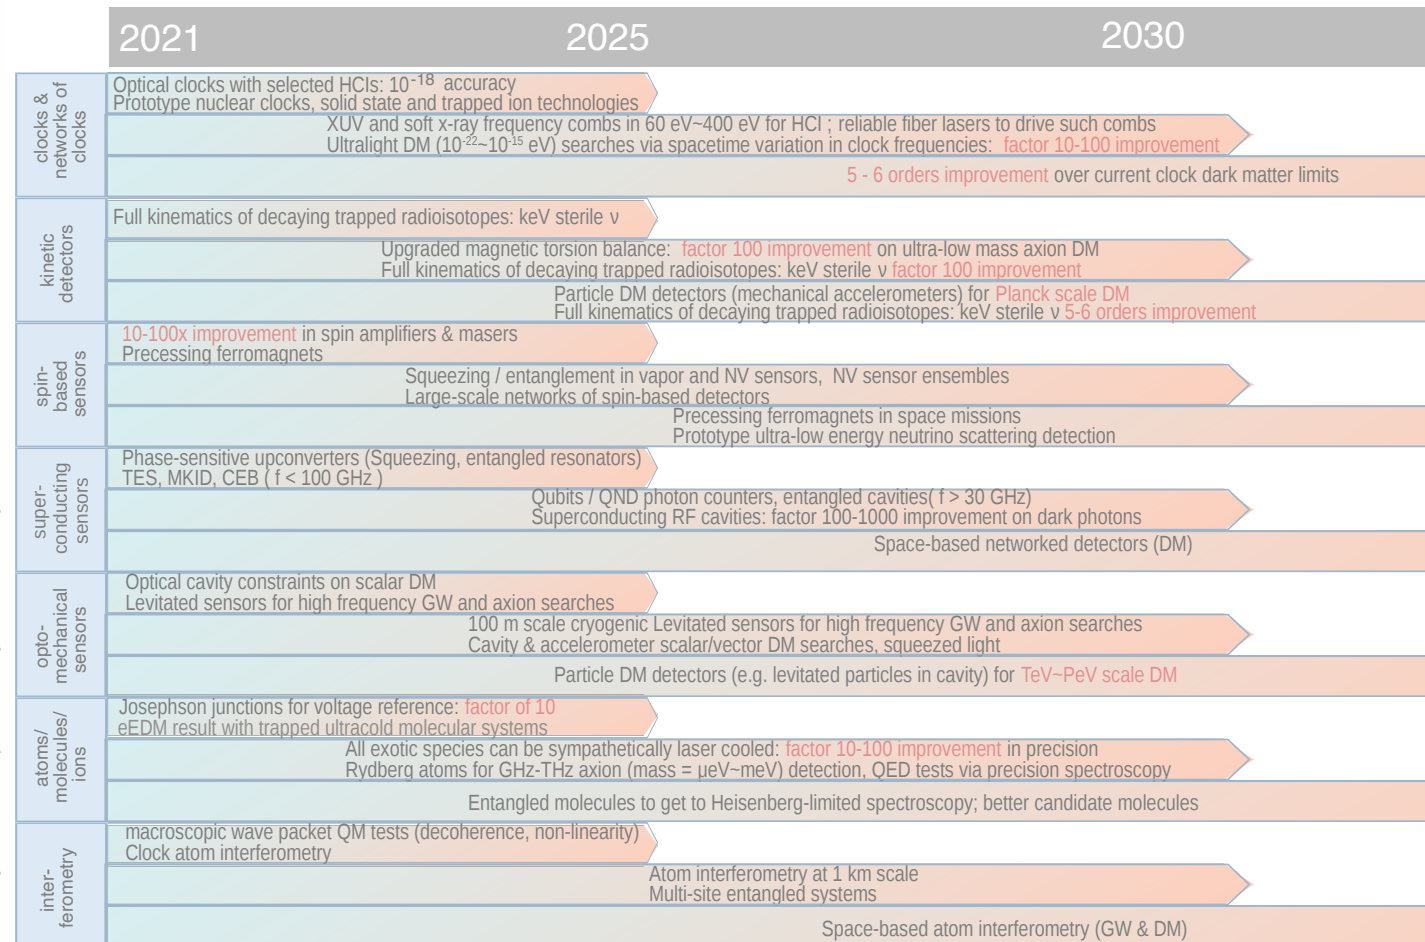 2021 2025 2030
clocks &
networks of
clocks
Optical clocks with selected HCIs: 10⁻¹⁸ accuracy
Prototype nuclear clocks, solid state and trapped ion technologies
XUV and soft x-ray frequency combs in 60 eV~400 eV for HCI ; reliable fiber lasers to drive such combs
Ultralight DM (10⁻²²~10⁻¹⁵ eV) searches via spacetime variation in clock frequencies: factor 10-100 improvement
5 - 6 orders improvement over current clock dark matter limits
kinetic
detectors
Full kinematics of decaying trapped radioisotopes: keV sterile ν
Upgraded magnetic torsion balance: factor 100 improvement on ultra-low mass axion DM
Full kinematics of decaying trapped radioisotopes: keV sterile ν factor 100 improvement
Particle DM detectors (mechanical accelerometers) for Planck scale DM
Full kinematics of decaying trapped radioisotopes: keV sterile ν 5-6 orders improvement
spin-
based
sensors
10-100x improvement in spin amplifiers & masers
Precessing ferromagnets
Squeezing / entanglement in vapor and NV sensors, NV sensor ensembles
Large-scale networks of spin-based detectors
Precessing ferromagnets in space missions
Prototype ultra-low energy neutrino scattering detection
super-
conducting
sensors
Phase-sensitive upconverters (Squeezing, entangled resonators)
TES, MKID, CEB ( f < 100 GHz )
Qubits / QND photon counters, entangled cavities( f > 30 GHz)
Superconducting RF cavities: factor 100-1000 improvement on dark photons
Space-based networked detectors (DM)
opto-
mechanical
sensors
Optical cavity constraints on scalar DM
Levitated sensors for high frequency GW and axion searches
100 m scale cryogenic Levitated sensors for high frequency GW and axion searches
Cavity & accelerometer scalar/vector DM searches, squeezed light
Particle DM detectors (e.g. levitated particles in cavity) for TeV~PeV scale DM
atoms/
molecules/
ions
Josephson junctions for voltage reference: factor of 10
eEDM result with trapped ultracold molecular systems
All exotic species can be sympathetically laser cooled: factor 10-100 improvement in precision
Rydberg atoms for GHz-THz axion (mass = μeV~meV) detection, QED tests via precision spectroscopy
Entangled molecules to get to Heisenberg-limited spectroscopy; better candidate molecules
inter-
ferometry
macroscopic wave packet QM tests (decoherence, non-linearity)
Clock atom interferometry
Atom interferometry at 1 km scale
Multi-site entangled systems
Space-based atom interferometry (GW & DM)